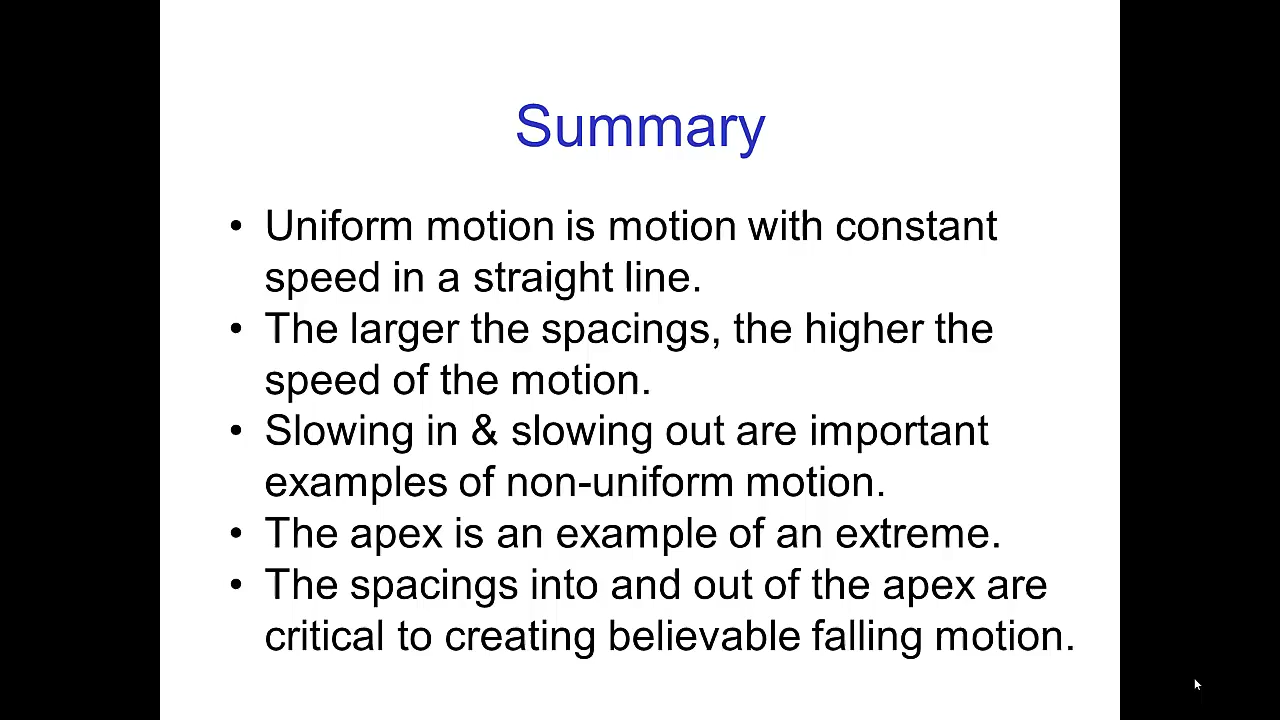 Summary
• Uniform motion is motion with constant
speed in a straight line.
• The larger the spacings, the higher the
speed of the motion.
• Slowing in & slowing out are important
examples of non-uniform motion.
• The apex is an example of an extreme.
• The spacings into and out of the apex are
critical to creating believable falling motion.